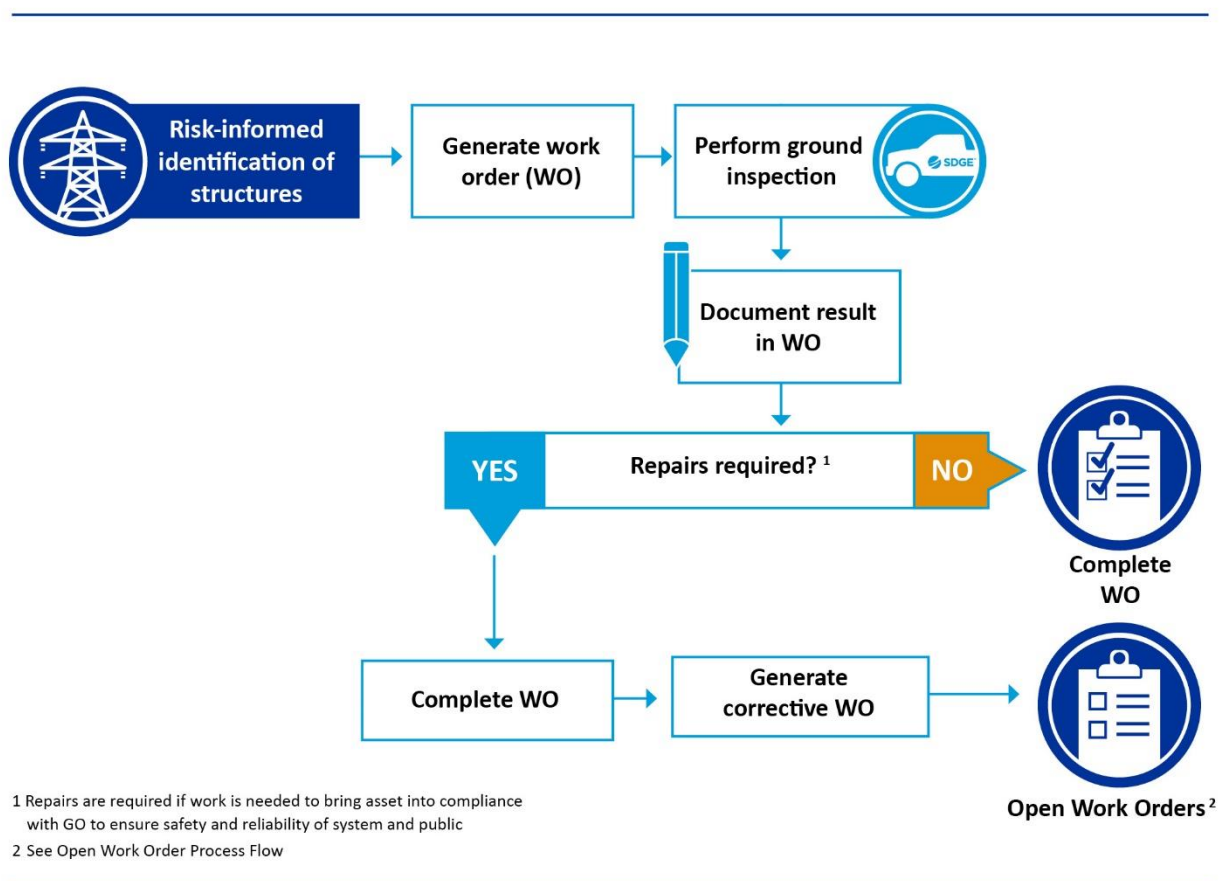 Risk-informed
identification of
structures
Generate work
order (WO)
Perform ground
inspection
SDGE
Document result
in WO
YES
Repairs required? 1
NO
Complete
WO
Complete WO
Generate
corrective WO
Open Work Orders 2
1 Repairs are required if work is needed to bring asset into compliance
with GO to ensure safety and reliability of system and public
2 See Open Work Order Process Flow